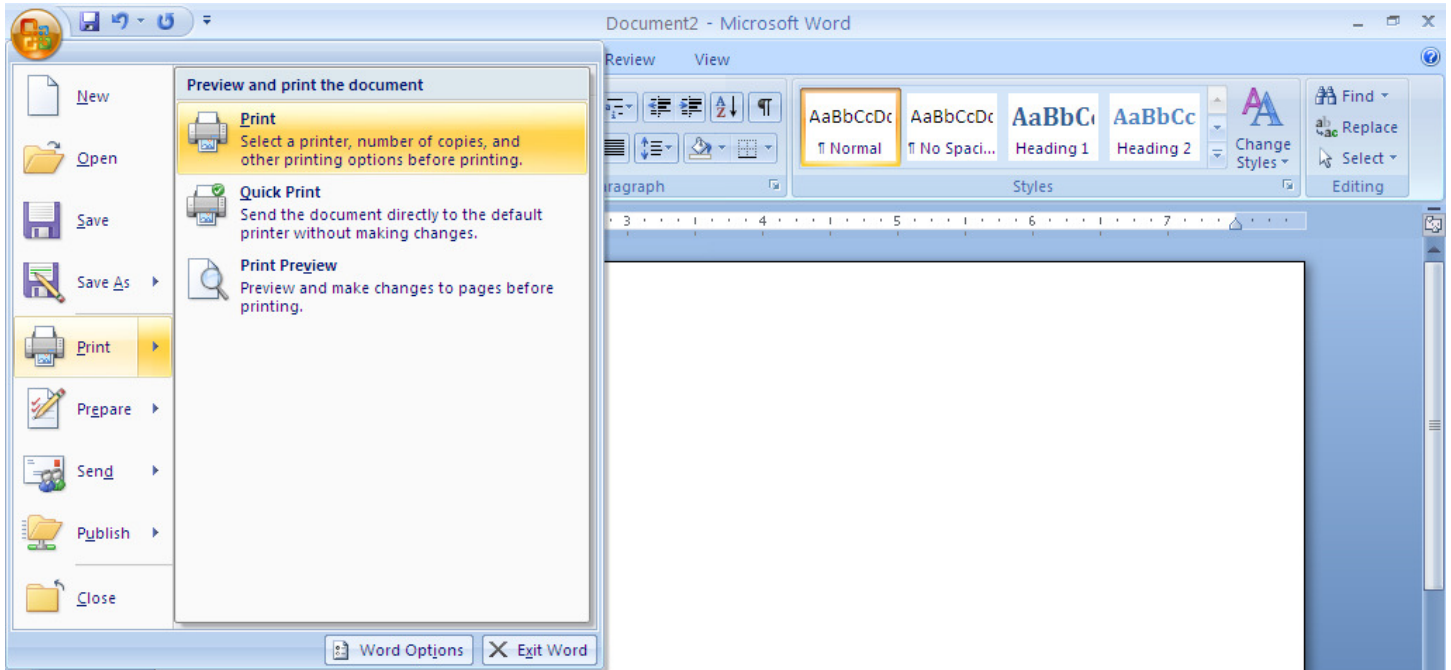 Document2 - Microsoft Word
Review View
New
Open
Save
Save As
Print
Prepare
Send
Publish
Close
Preview and print the document
Print
Select a printer, number of copies, and
other printing options before printing.
Quick Print
Send the document directly to the default
printer without making changes.
Print Preview
Preview and make changes to pages before
printing.
Word Options
Exit Word
AaBbCcDc AaBbCcDc AaBbC AaBbCc
¶ Normal ¶ No Spaci... Heading 1 Heading 2
Change
Styles
Find
Replace
Select
Styles Editing
3 4 5 6 7